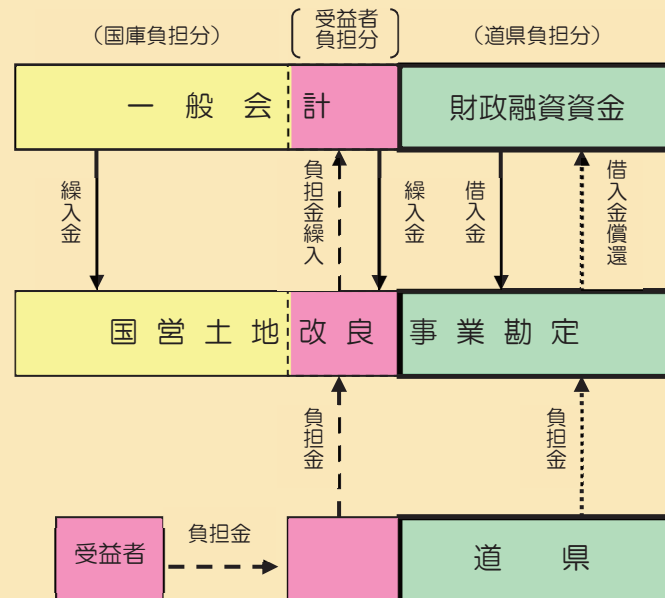 （国庫負担分）
受益者
負担分
（道県負担分）
一般会計
財政融資資金
繰入金
負担金繰入
繰入金
借入金
借入金償還
国営土地改良事業勘定
負担金
負担金
受益者
負担金
道県